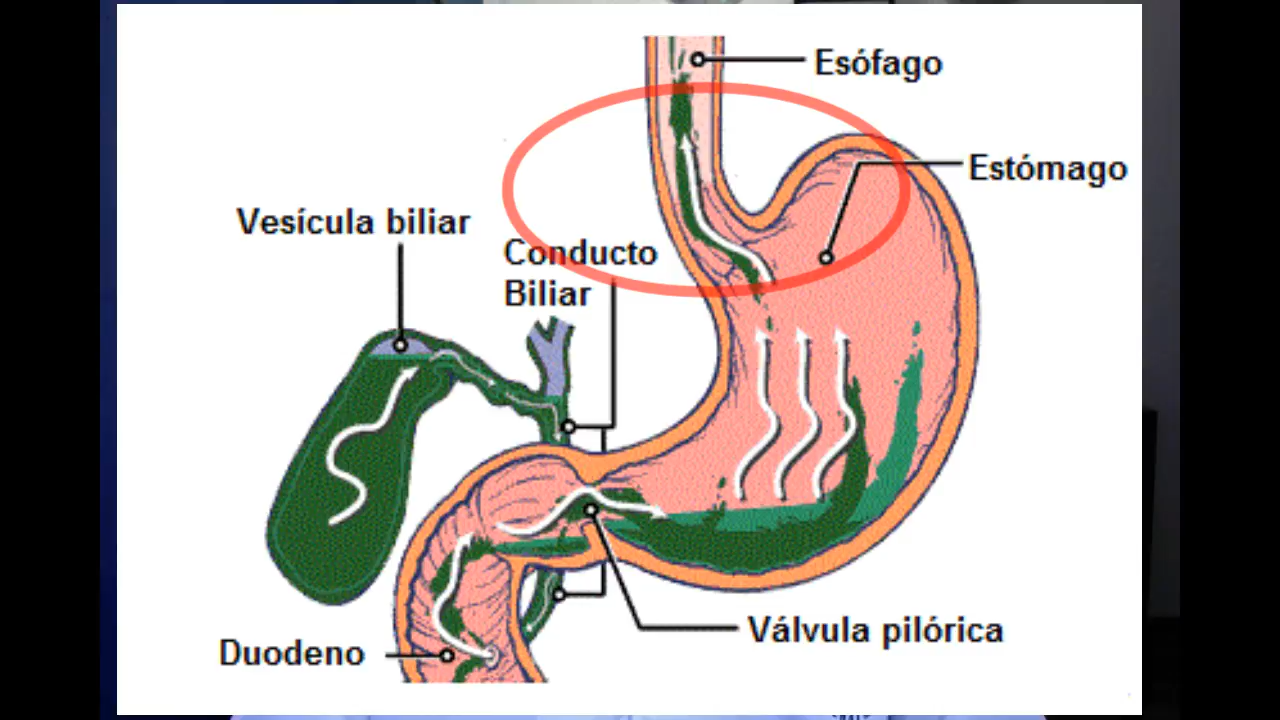 Esófago
Estómago
Vesícula biliar
Conducto
Biliar
Válvula pilórica
Duodeno